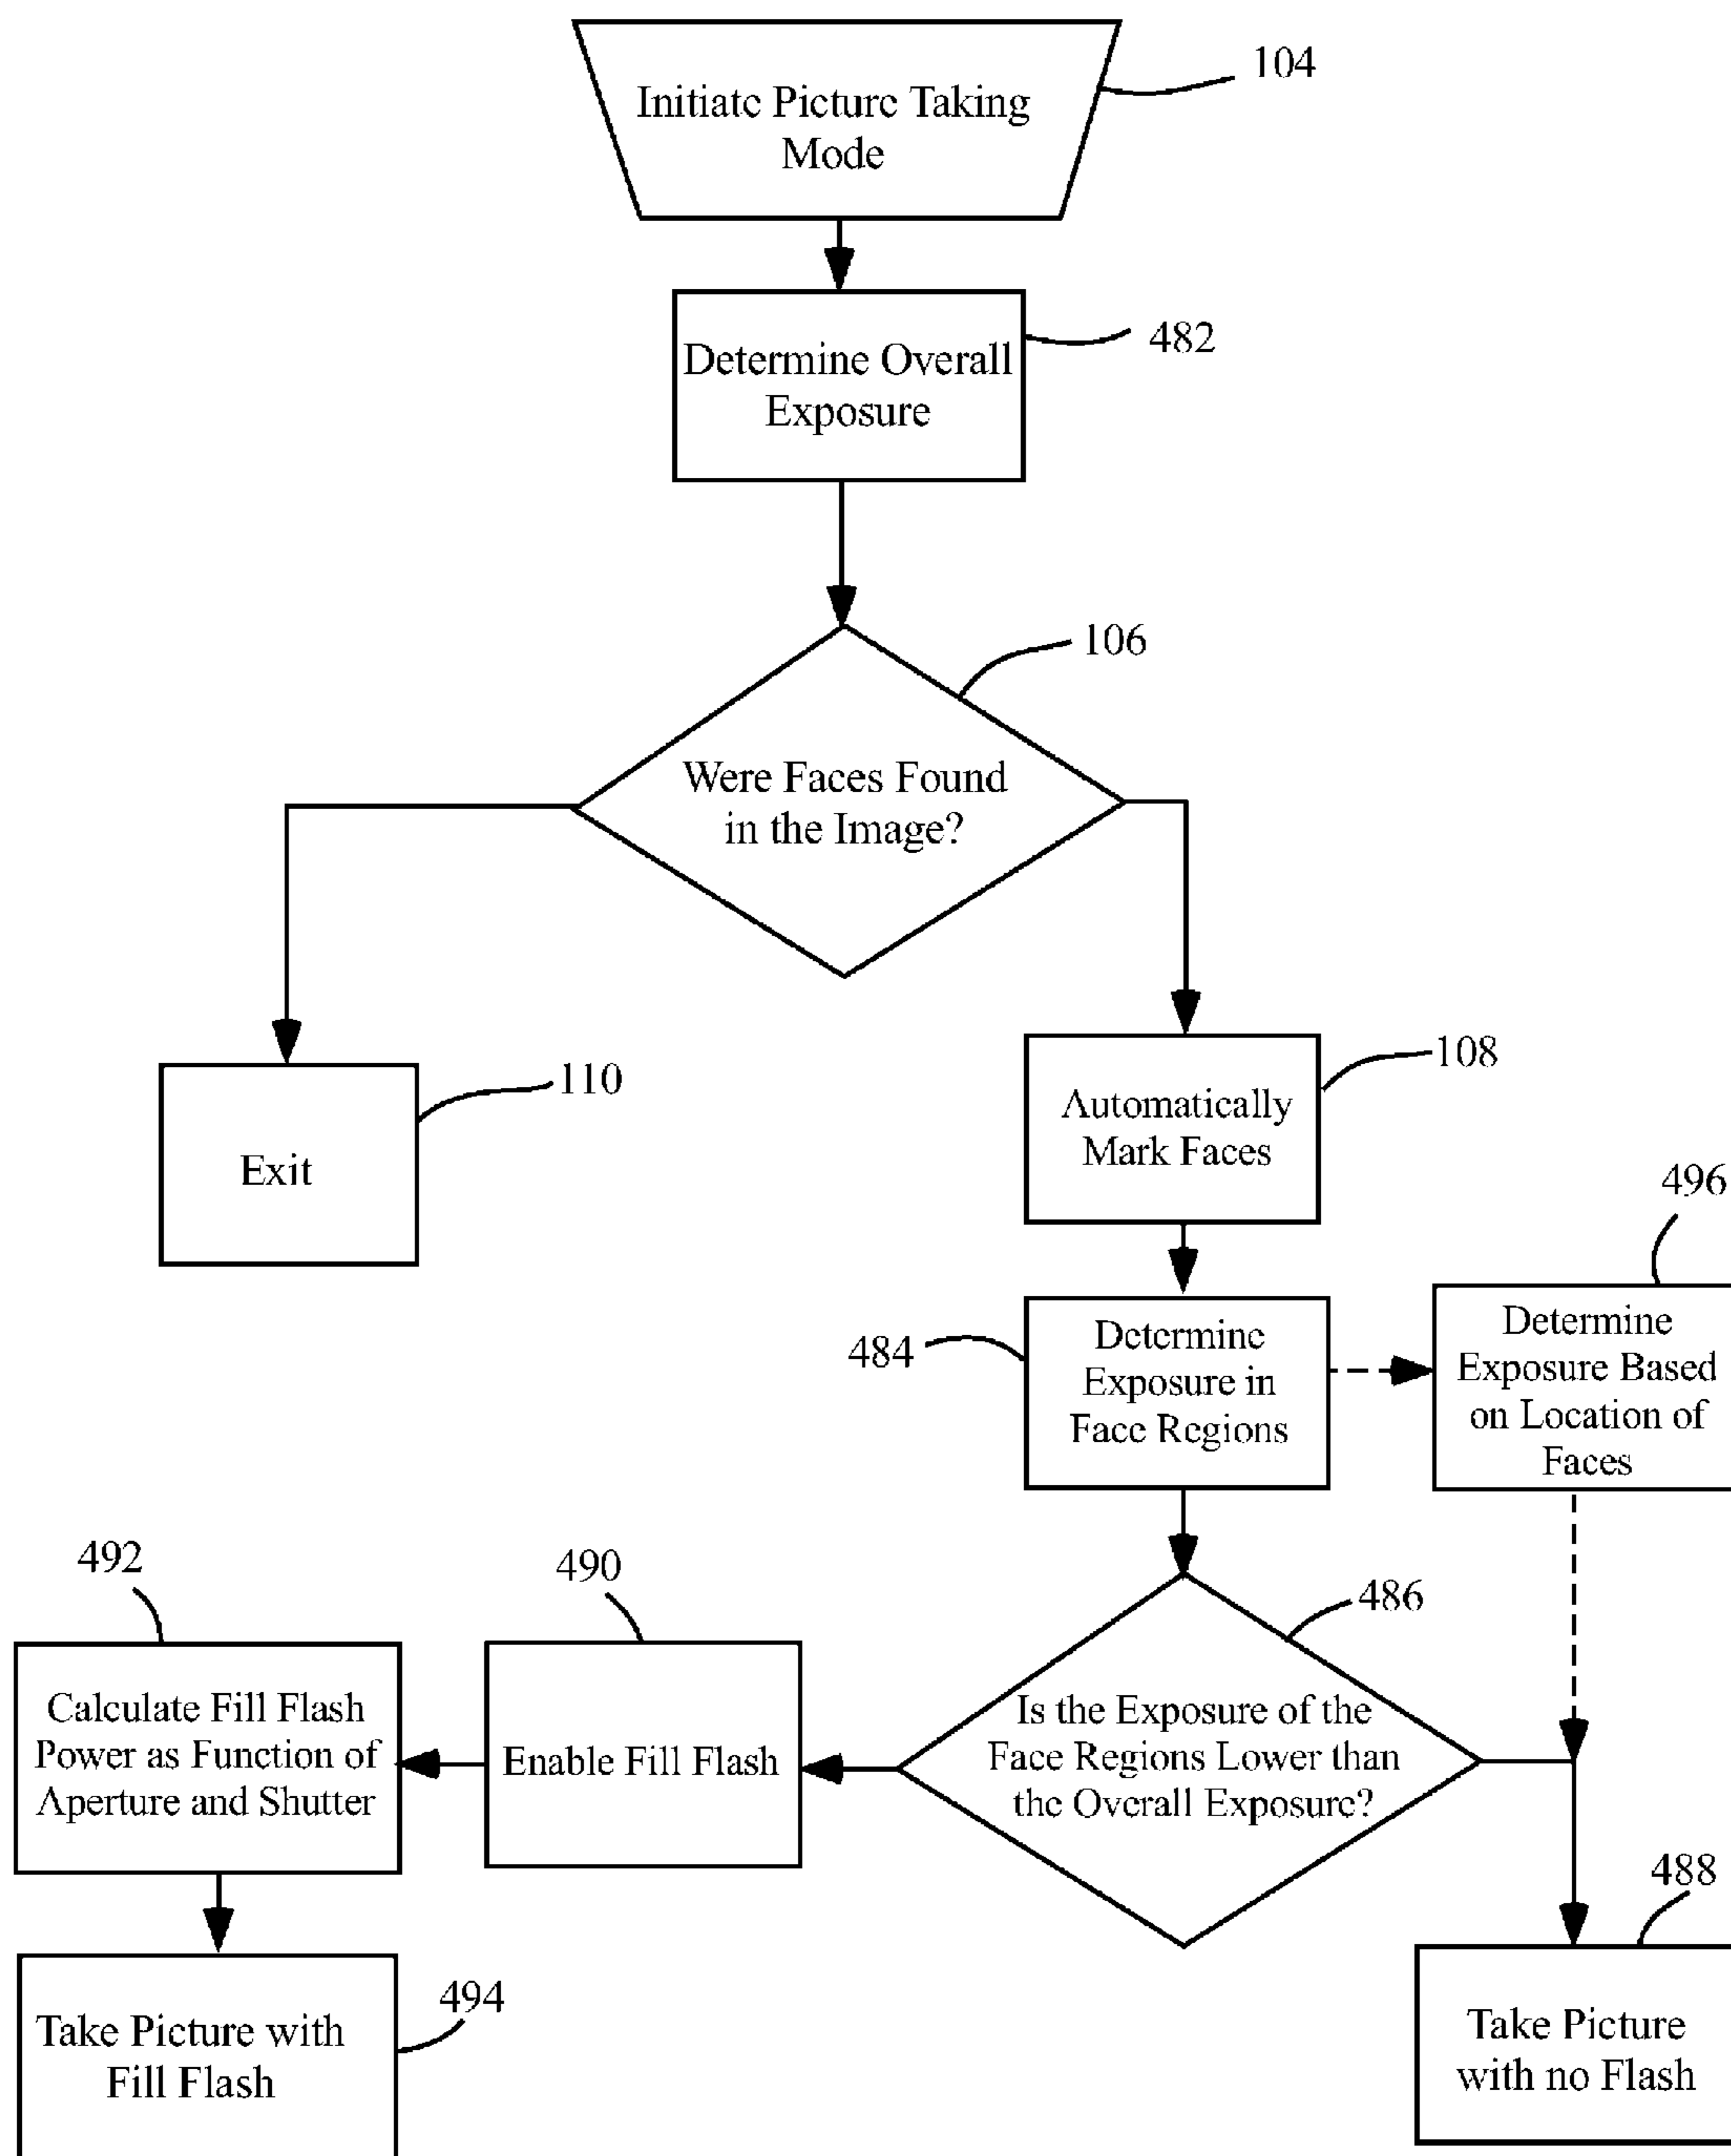 104
Initiate Picture Taking
Mode
482
Determine Overall
Exposure
106
Were Faces Found
in the Image?
110
Exit
108
Automatically
Mark Faces
496
484
Determine
Exposure in
Face Regions
Determine
Exposure Based
on Location of
Faces
492
490
486
Calculate Fill Flash
Power as Function of
Aperture and Shutter
Enable Fill Flash
Is the Exposure of the
Face Regions Lower than
the Overall Exposure?
488
494
Take Picture with
Fill Flash
Take Picture
with no Flash